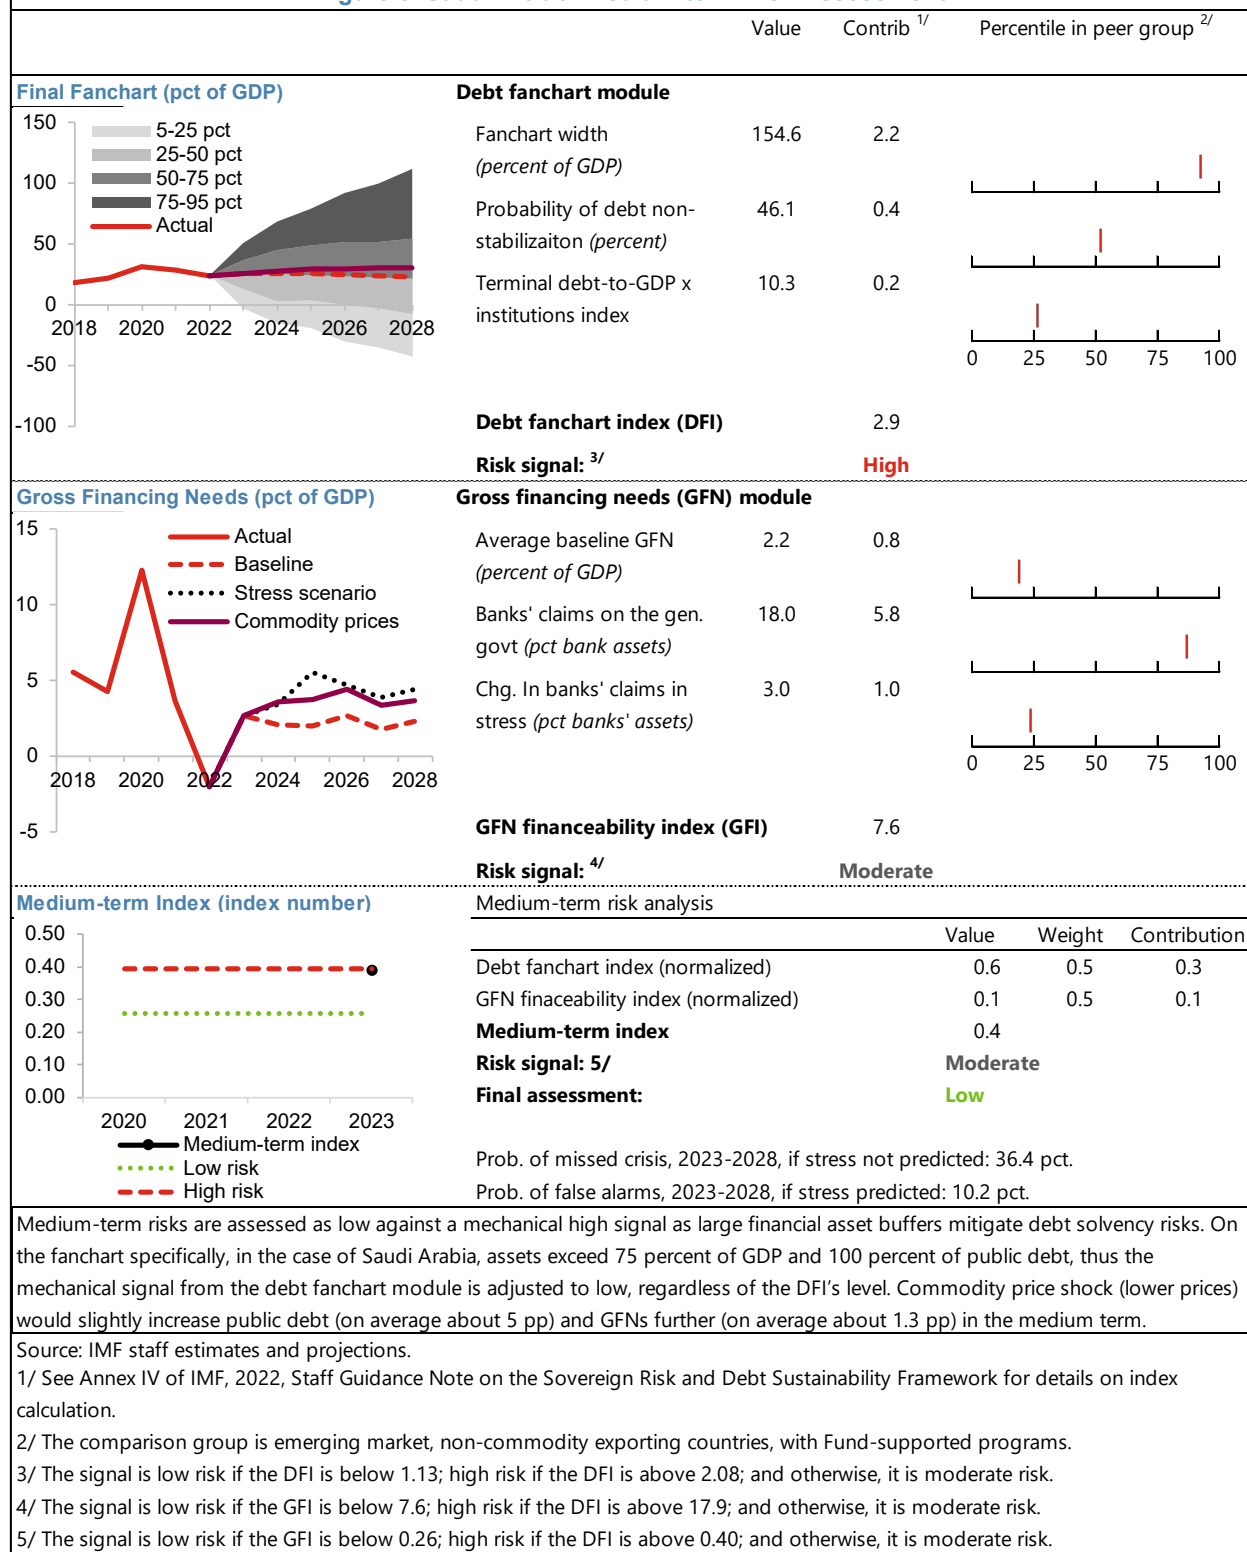 Value Contrib 1/ Percentile in peer group 2/
Final Fanchart (pct of GDP)
150
100
50
0
-50
-100
5-25 pct
25-50 pct
50-75 pct
75-95 pct
Actual
2018 2020 2022 2024 2026 2028
Debt fanchart module
Fanchart width 154.6 2.2
(percent of GDP)
Probability of debt non- 46.1 0.4
stabilizaiton (percent)
Terminal debt-to-GDP x 10.3 0.2
institutions index
0 25 50 75 100
Debt fanchart index (DFI) 2.9
Risk signal: 3/ High
Gross Financing Needs (pct of GDP)
15
10
5
0
-5
Actual
Baseline
Stress scenario
Commodity prices
2018 2020 2022 2024 2026 2028
Gross financing needs (GFN) module
Average baseline GFN 2.2 0.8
(percent of GDP)
Banks' claims on the gen. 18.0 5.8
govt (pct bank assets)
Chg. In banks' claims in 3.0 1.0
stress (pct banks' assets)
0 25 50 75 100
GFN financeability index (GFI) 7.6
Risk signal: 4/ Moderate
Medium-term Index (index number)
0.50
0.40
0.30
0.20
0.10
0.00
2020 2021 2022 2023
Medium-term index
Low risk
High risk
Medium-term risk analysis
Value Weight Contribution
Debt fanchart index (normalized) 0.6 0.5 0.3
GFN finaceability index (normalized) 0.1 0.5 0.1
Medium-term index 0.4
Risk signal: 5/ Moderate
Final assessment: Low
Prob. of missed crisis, 2023-2028, if stress not predicted: 36.4 pct.
Prob. of false alarms, 2023-2028, if stress predicted: 10.2 pct.
Medium-term risks are assessed as low against a mechanical high signal as large financial asset buffers mitigate debt solvency risks. On
the fanchart specifically, in the case of Saudi Arabia, assets exceed 75 percent of GDP and 100 percent of public debt, thus the
mechanical signal from the debt fanchart module is adjusted to low, regardless of the DFI's level. Commodity price shock (lower prices)
would slightly increase public debt (on average about 5 pp) and GFNs further (on average about 1.3 pp) in the medium term.
Source: IMF staff estimates and projections.
1/ See Annex IV of IMF, 2022, Staff Guidance Note on the Sovereign Risk and Debt Sustainability Framework for details on index
calculation.
2/ The comparison group is emerging market, non-commodity exporting countries, with Fund-supported programs.
3/ The signal is low risk if the DFI is below 1.13; high risk if the DFI is above 2.08; and otherwise, it is moderate risk.
4/ The signal is low risk if the GFI is below 7.6; high risk if the DFI is above 17.9; and otherwise, it is moderate risk.
5/ The signal is low risk if the GFI is below 0.26; high risk if the DFI is above 0.40; and otherwise, it is moderate risk.